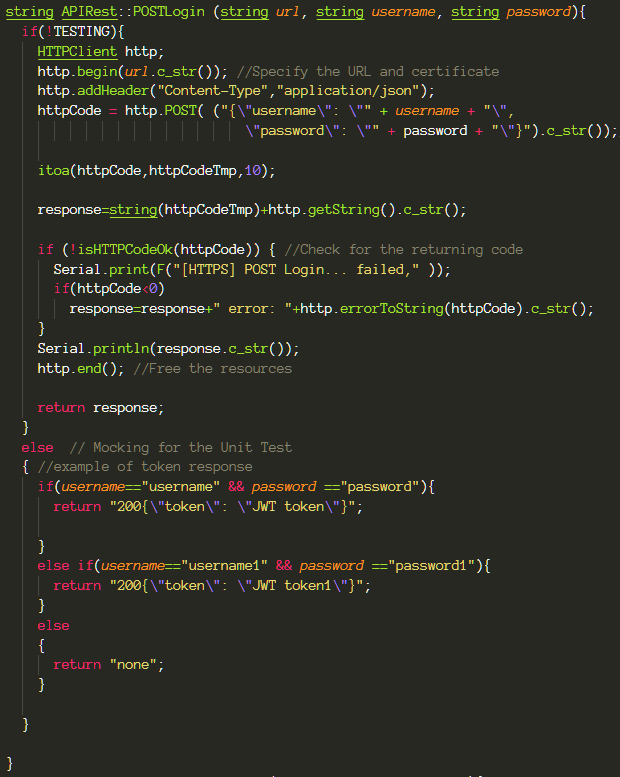 string APIRest::POSTLogin (string url, string username, string password){
if(!TESTING){
HTTPClient http;
http.begin(url.c_str()); //Specify the URL and certificate
http.addHeader("Content-Type","application/json");
httpCode = http.POST( ("{\"username\": \"" + username + "\",
\"password\": \"" + password + "\"}").c_str());
itoa(httpCode,httpCodeTmp,10);
response=string(httpCodeTmp)+http.getString().c_str();
if (!isHTTPCodeOk(httpCode)) { //Check for the returning code
Serial.print(F("[HTTPS] POST Login... failed," ));
if(httpCode<0)
response=response+" error: "+http.errorToString(httpCode).c_str();
}
Serial.println(response.c_str());
http.end(); //Free the resources
return response;
}
else // Mocking for the Unit Test
{ //example of token response
if(username=="username" && password =="password"){
return "200{\"token\": \"JWT token\"}";
}
else if(username=="username1" && password =="password1"){
return "200{\"token\": \"JWT token1\"}";
}
else
{
return "none";
}
}
}